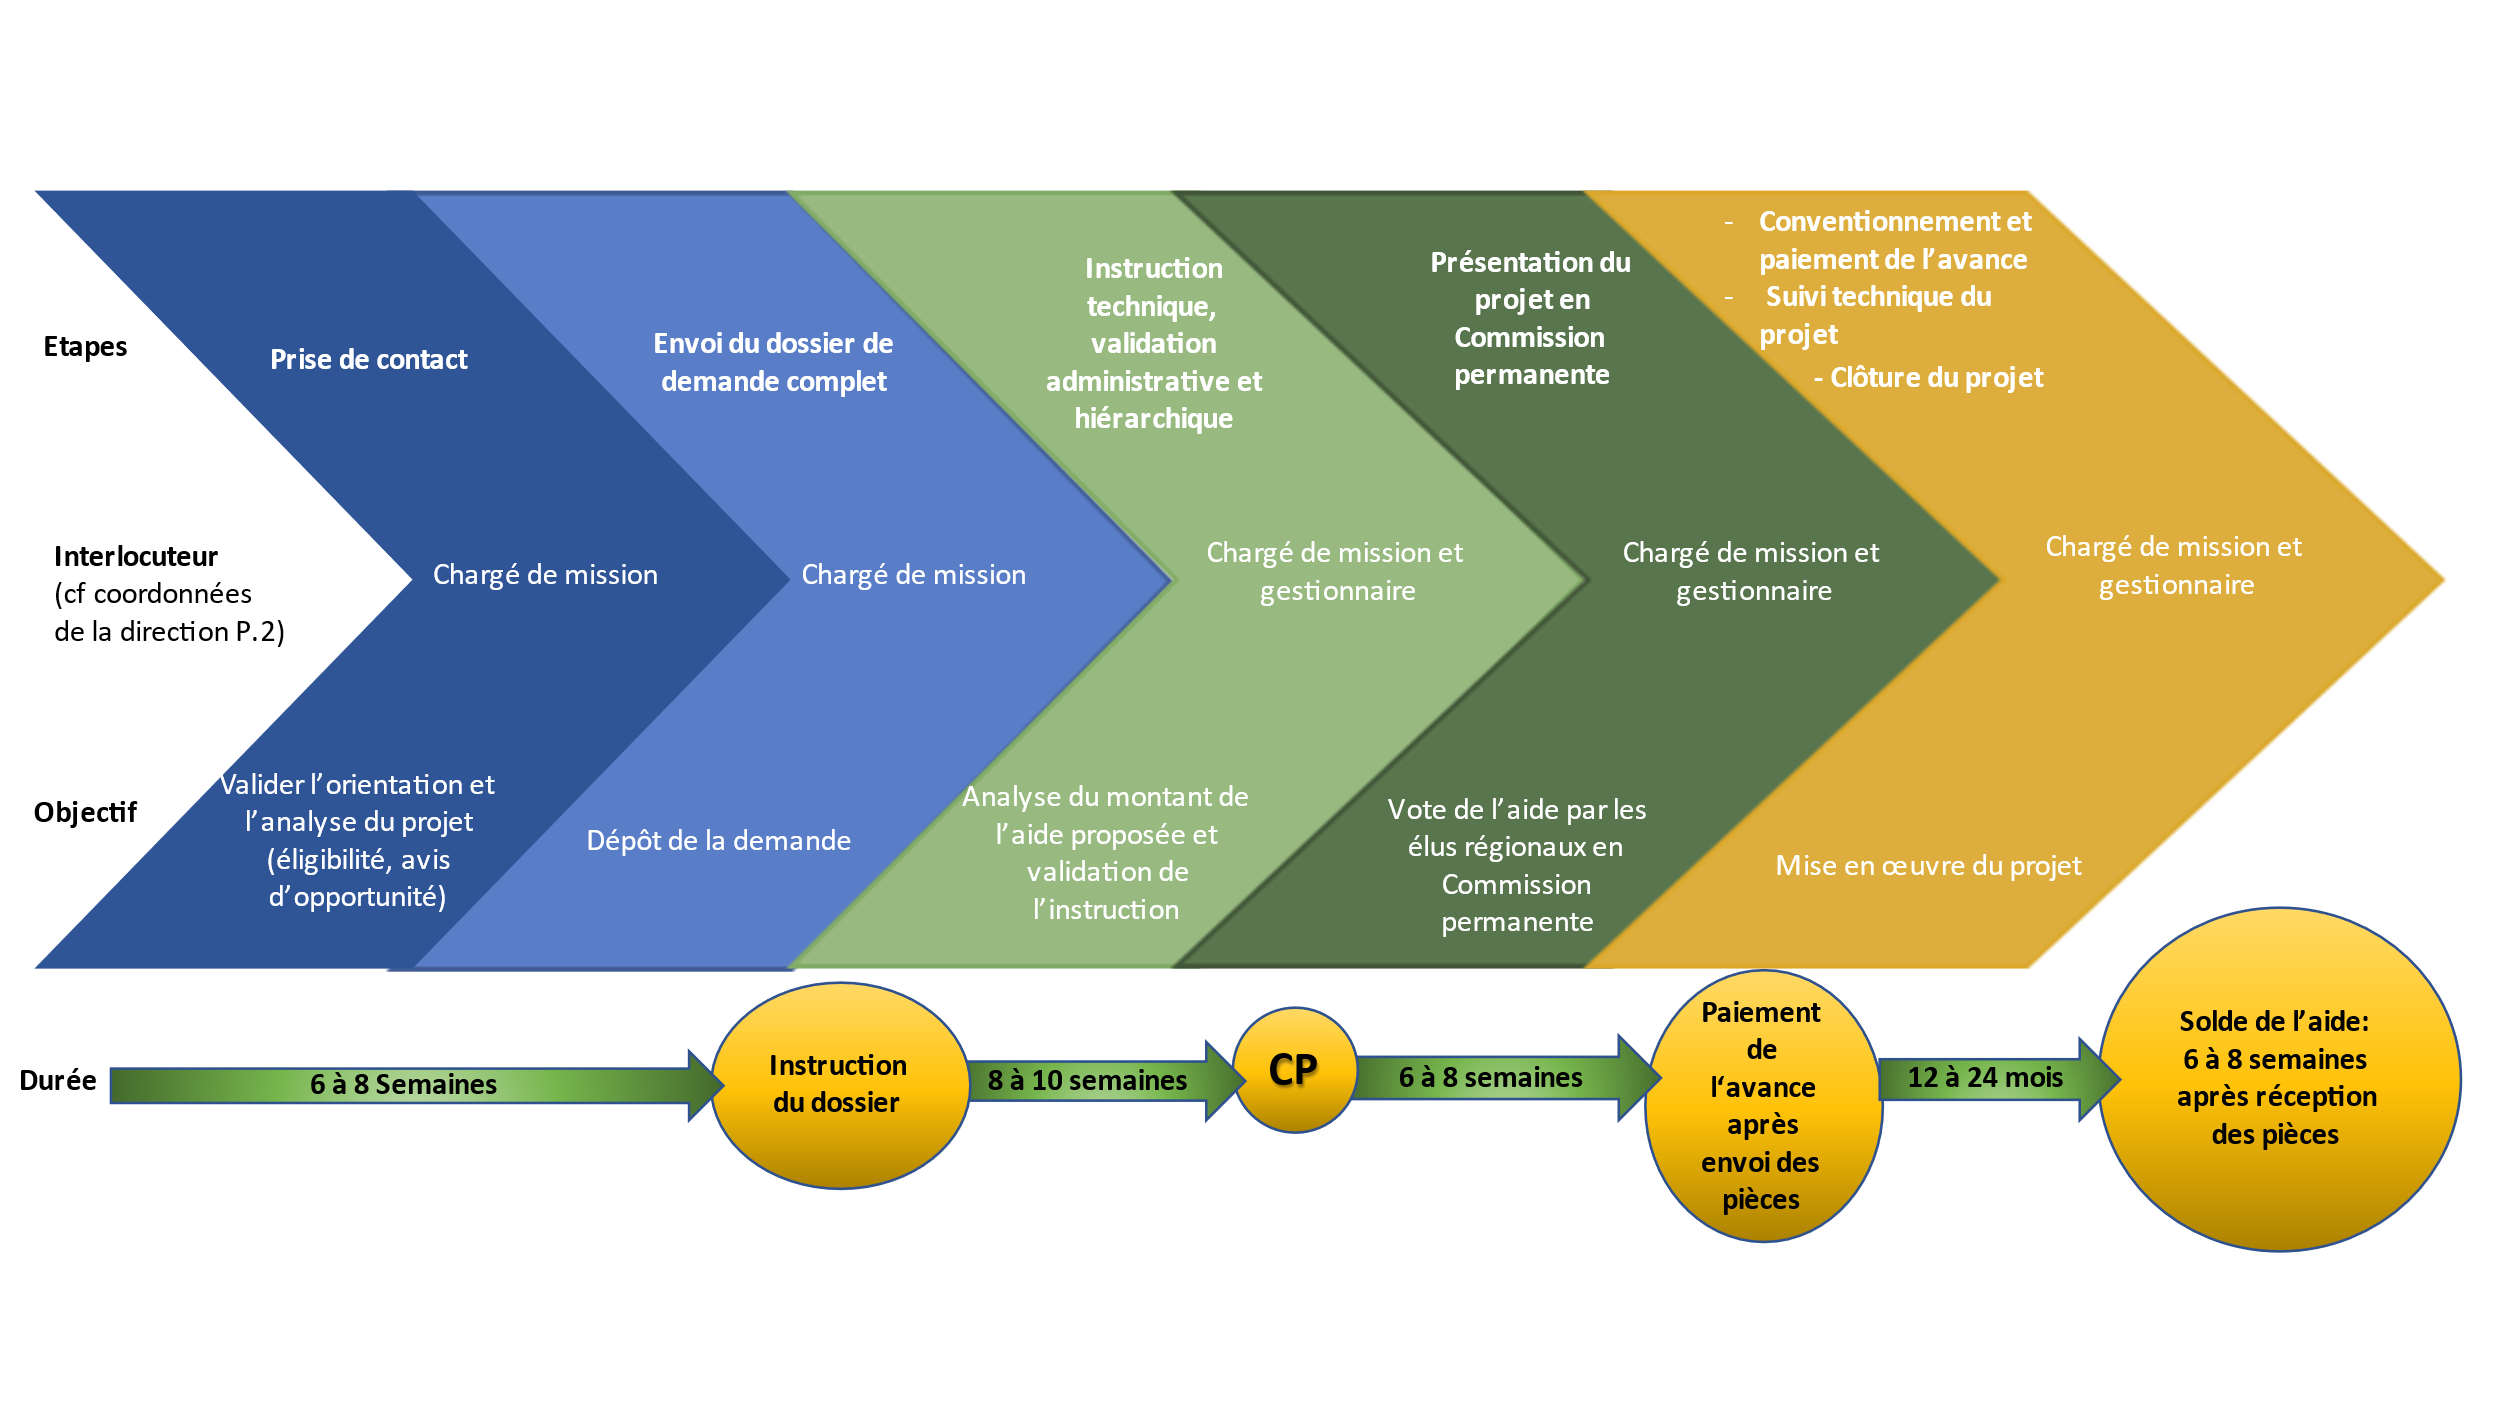 Etapes
Prise de contact
Envoi du dossier de
demande complet
Instruction
technique,
validation
administrative et
hiérarchique
Présentation du
projet en
Commission
permanente
- Conventionnement et
paiement de l’avance
- Suivi technique du
projet
- Clôture du projet
Interlocuteur
(cf coordonnées
de la direction P.2)
Chargé de mission
Chargé de mission
Chargé de mission et
gestionnaire
Chargé de mission et
gestionnaire
Chargé de mission et
gestionnaire
Objectif
Valider l’orientation et
l’analyse du projet
(éligibilité, avis
d’opportunité)
Dépôt de la demande
Analyse du montant de
l’aide proposée et
validation de
l’instruction
Vote de l’aide par les
élus régionaux en
Commission
permanente
Mise en œuvre du projet
Durée
6 à 8 Semaines
Instruction
du dossier
8 à 10 semaines
CP
6 à 8 semaines
Paiement
de
l‘avance
après
envoi des
pièces
12 à 24 mois
Solde de l’aide:
6 à 8 semaines
après réception
des pièces